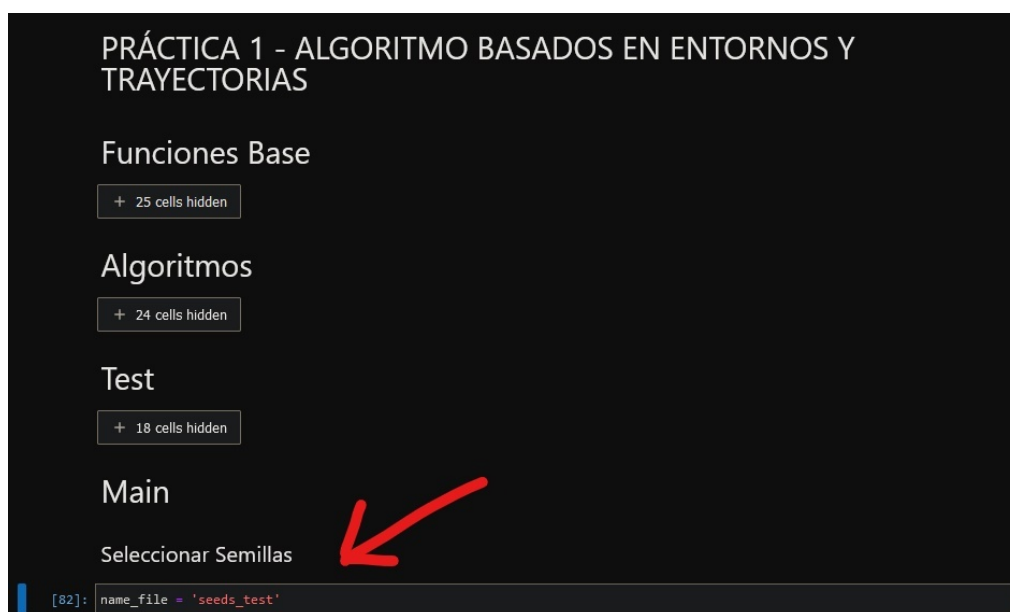 PRÁCTICA 1 - ALGORITMO BASADOS EN ENTORNOS Y
TRAYECTORIAS
Funciones Base
+ 25 cells hidden
Algoritmos
+ 24 cells hidden
Test
+ 18 cells hidden
Main
Seleccionar Semillas
[82]: name_file = 'seeds_test'